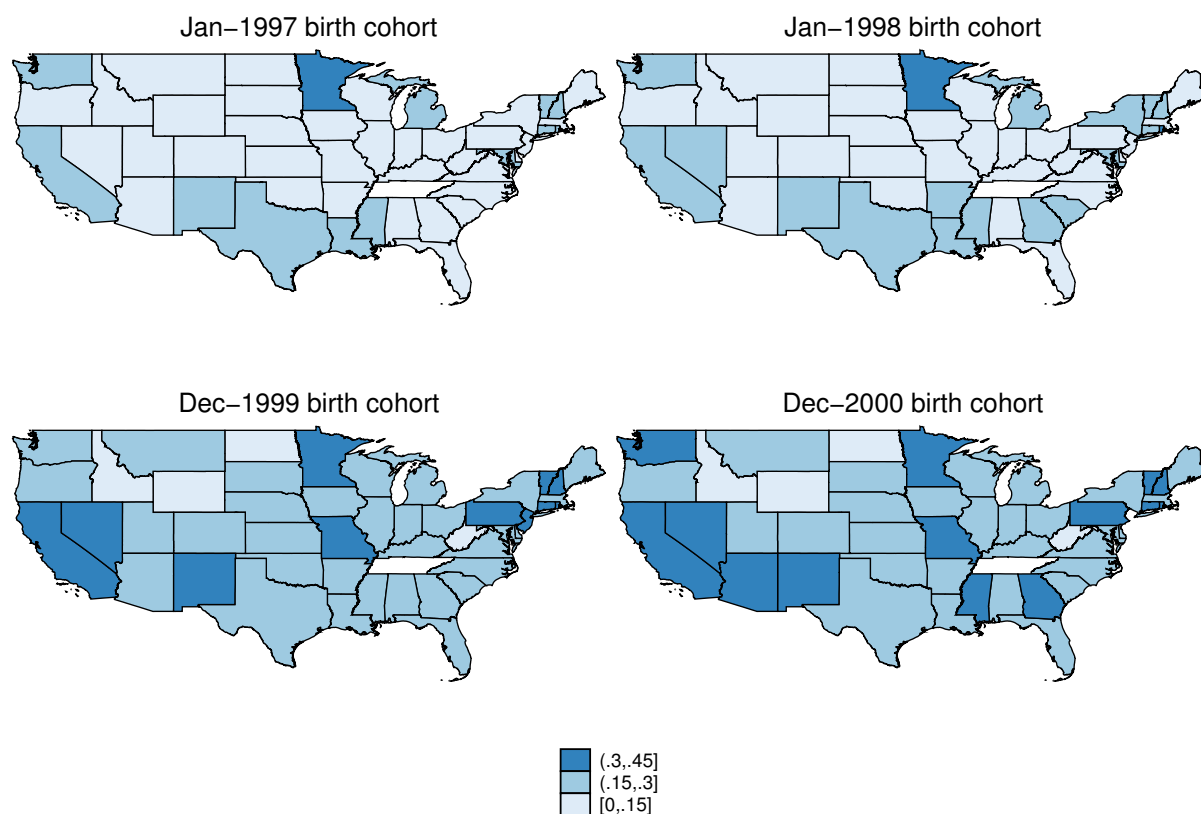 Jan−1997 birth cohort
Jan−1998 birth cohort
Dec−1999 birth cohort
Dec−2000 birth cohort
(.3,.45]
(.15,.3]
[0,.15]